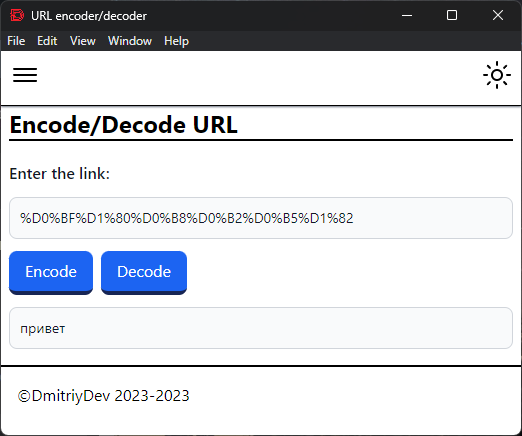 URL encoder/decoder
File Edit View Window Help
Encode/Decode URL
Enter the link:
%D0%BF%D1%80%D0%B8%D0%B2%D0%B5%D1%82
Encode Decode
привет
©DmitriyDev 2023-2023